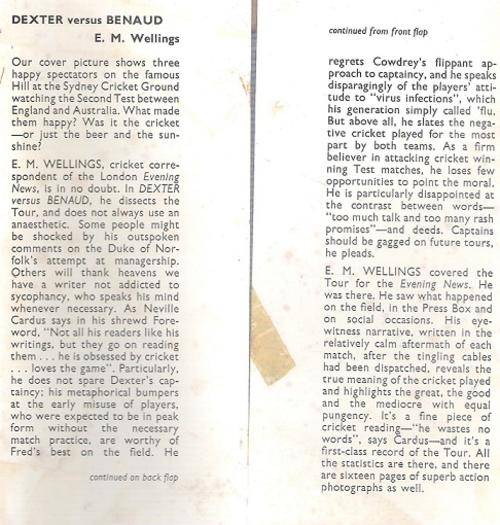 DEXTER versus BENAUD
E. M. Wellings
Our cover picture shows three
happy spectators on the famous
Hill at the Sydney Cricket Ground
watching the Second Test between
England and Australia. What made
them happy? Was it the cricket
—or just the beer and the sun-
shine?
E. M. WELLINGS, cricket corre-
spondent of the London Evening
News, is in no doubt. In DEXTER
versus BENAUD, he dissects the
Tour, and does not always use an
anaesthetic. Some people might
be shocked by his outspoken
comments on the Duke of Nor-
folk's attempt at managership.
Others will thank heavens we
have a writer not addicted to
sycophancy, who speaks his mind
whenever necessary. As Neville
Cardus says in his shrewd Fore-
word, "Not all his readers like his
writings, but they go on reading
them . . . he is obsessed by cricket
. . . loves the game". Particularly,
he does not spare Dexter's cap-
taincy; his metaphorical bumpers
at the early misuse of players,
who were expected to be in peak
form without the necessary
match practice, are worthy of
Fred's best on the field. He
continued on back flap
continued from front flap
regrets Cowdrey's flippant ap-
proach to captaincy, and he speaks
disparagingly of the players' atti-
tude to "virus infections", which
his generation simply called 'flu.
But above all, he slates the nega-
tive cricket played for the most
part by both teams. As a firm
believer in attacking cricket win-
ning Test matches, he loses few
opportunities to point the moral.
He is particularly disappointed at
the contrast between words—
"too much talk and too many rash
promises"—and deeds. Captains
should be gagged on future tours,
he pleads.
E. M. WELLINGS covered the
Tour for the Evening News. He
was there. He saw what happened
on the field, in the Press Box and
on social occasions. His eye-
witness narrative, written in the
relatively calm aftermath of each
match, after the tingling cables
had been dispatched, reveals the
true meaning of the cricket played
and highlights the great, the good
and the mediocre with equal
pungency. It's a fine piece of
cricket reading—"he wastes no
words", says Cardus—and it's a
first-class record of the Tour. All
the statistics are there, and there
are sixteen pages of superb action
photographs as well.